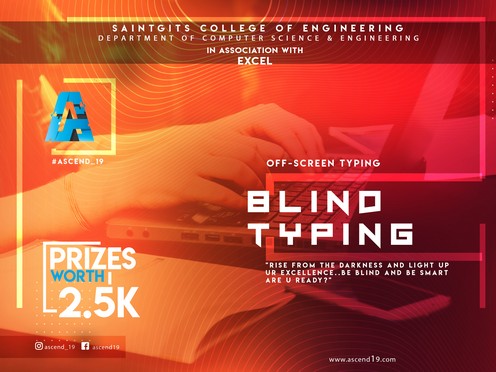 SAINTGITS COLLEGE OF ENGINEERING
DEPARTMENT OF COMPUTER SCIENCE & ENGINEERING
IN ASSOCIATION WITH
EXCEL
#ASCEND_19
OFF-SCREEN TYPING
BLIND
TYPING
"RISE FROM THE DARKNESS AND LIGHT UP
UR EXCELLENCE..BE BLIND AND BE SMART
ARE U READY?"
PRIZES
WORTH
2.5K
ascend_19 ascend19
www.ascend19.com